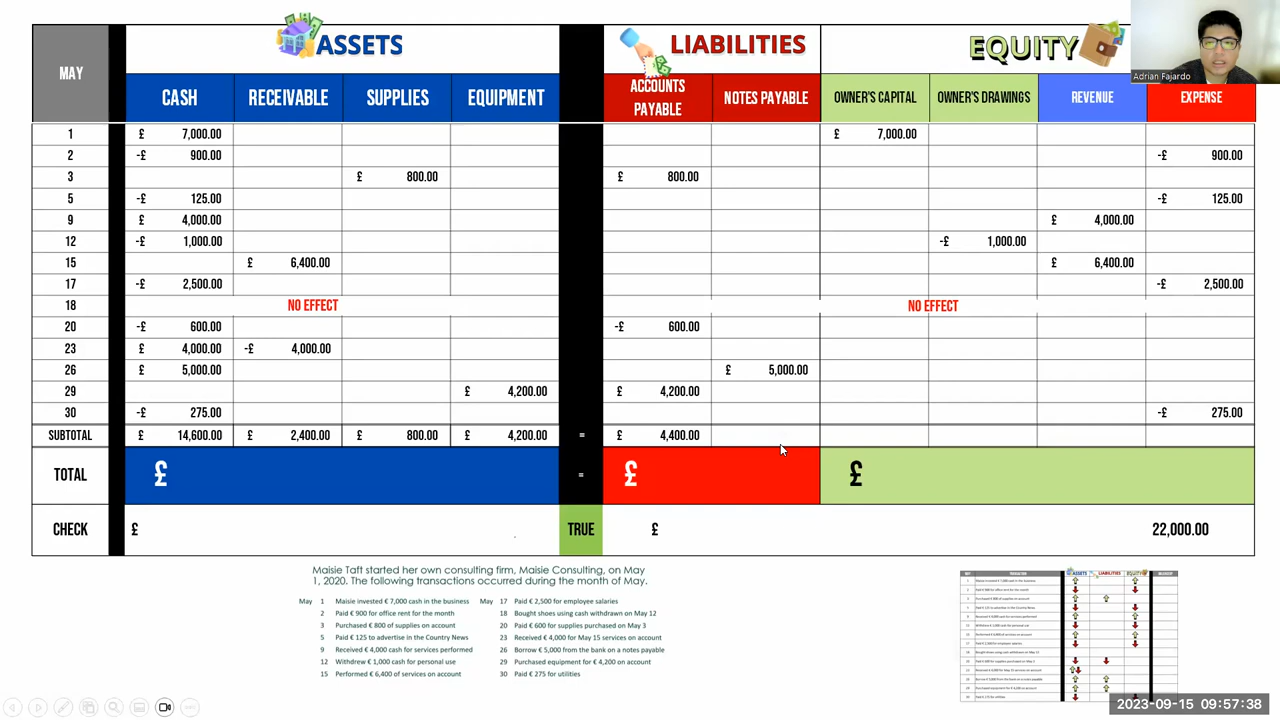 MAY ASSETS LIABILITIES EQUITY
Adrian Fajardo
CASH RECEIVABLE SUPPLIES EQUIPMENT ACCOUNTS PAYABLE NOTES PAYABLE OWNER'S CAPITAL OWNER'S DRAWINGS REVENUE EXPENSE
1 £ 7,000.00 £ 7,000.00
2 -£ 900.00 -£ 900.00
3 £ 800.00 £ 800.00
5 -£ 125.00 -£ 125.00
9 £ 4,000.00 £ 4,000.00
12 -£ 1,000.00 -£ 1,000.00
15 £ 6,400.00 £ 6,400.00
17 -£ 2,500.00 -£ 2,500.00
18 NO EFFECT NO EFFECT
20 -£ 600.00 -£ 600.00
23 £ 4,000.00 -£ 4,000.00
26 £ 5,000.00 £ 5,000.00
29 £ 4,200.00 £ 4,200.00
30 -£ 275.00 -£ 275.00
SUBTOTAL £ 14,600.00 £ 2,400.00 £ 800.00 £ 4,200.00 = £ 4,400.00
TOTAL £ = £ £
CHECK £ TRUE £ 22,000.00
Maisie Taft started her own consulting firm, Maisie Consulting, on May
1, 2020. The following transactions occurred during the month of May.
May 1 Maisie invested € 7,000 cash in the business
2 Paid € 900 for office rent for the month
Purchased € 800 of supplies on account
Paid € 125 to advertise in the Country News
9 Received € 4,000 cash for services performed
12 Withdrew € 1,000 cash for personal use
Performed € 6,400 of services on account
May 17 Paid € 2,500 for employee salaries
18 Bought shoes using cash withdrawn on May 12
20 Paid € 600 for supplies purchased on May 3
23 Received € 4,000 for May 15 services on account
26 Borrow € 5,000 from the bank on a notes payable
29 Purchased equipment for € 4,200 on account
30 Paid € 275 for utilities
ASSETS LIABILITIES EQUITY
2023-09-15 09:57:38